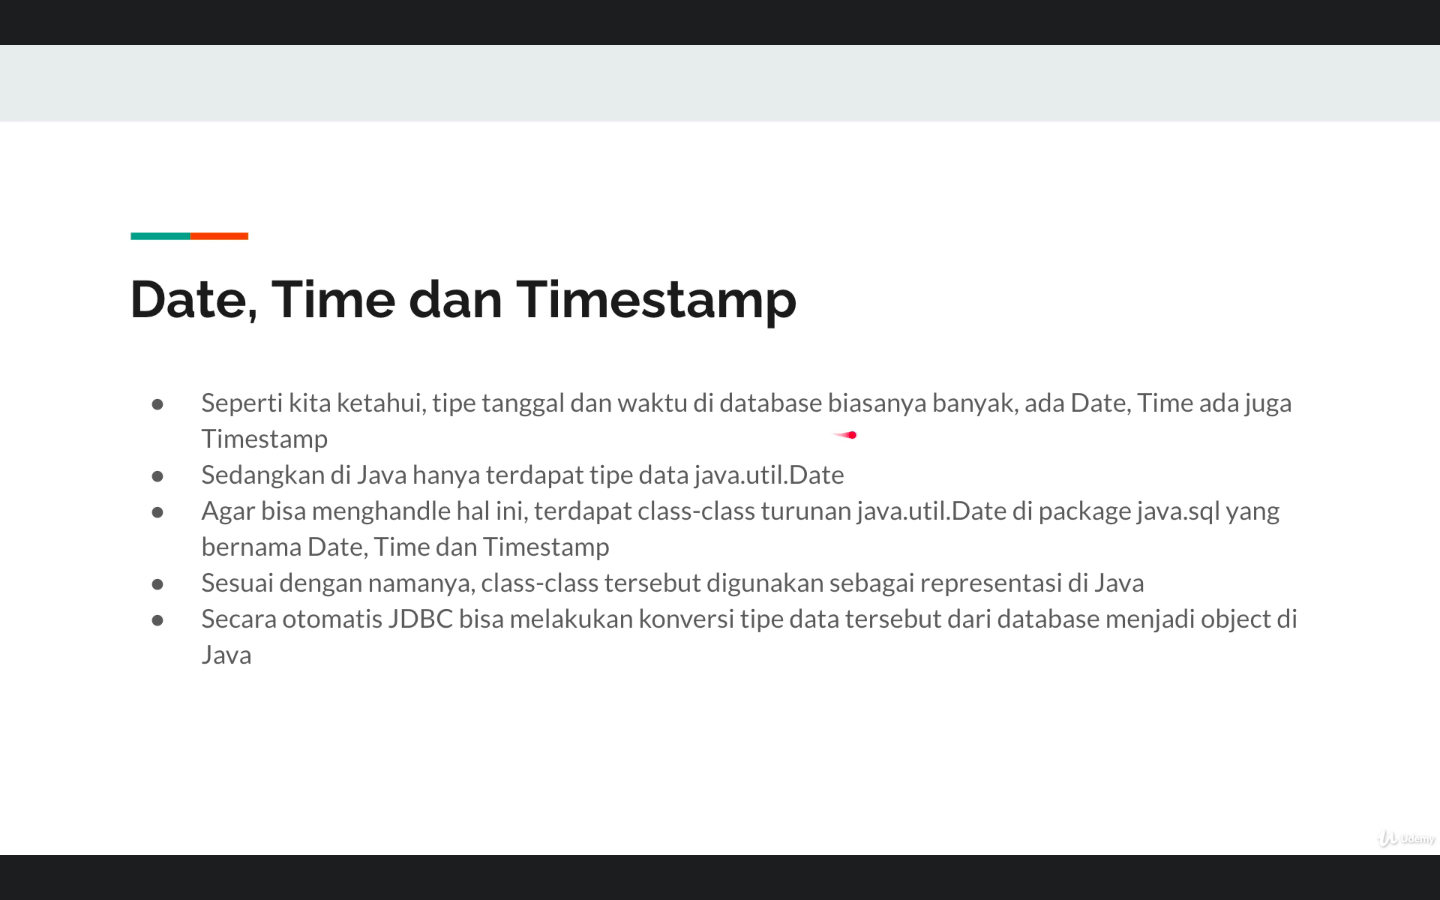 Date, Time dan Timestamp
● Seperti kita ketahui, tipe tanggal dan waktu di database biasanya banyak, ada Date, Time ada juga
Timestamp
● Sedangkan di Java hanya terdapat tipe data java.util.Date
● Agar bisa menghandle hal ini, terdapat class-class turunan java.util.Date di package java.sql yang
bernama Date, Time dan Timestamp
● Sesuai dengan namanya, class-class tersebut digunakan sebagai representasi di Java
● Secara otomatis JDBC bisa melakukan konversi tipe data tersebut dari database menjadi object di
Java
Udemy